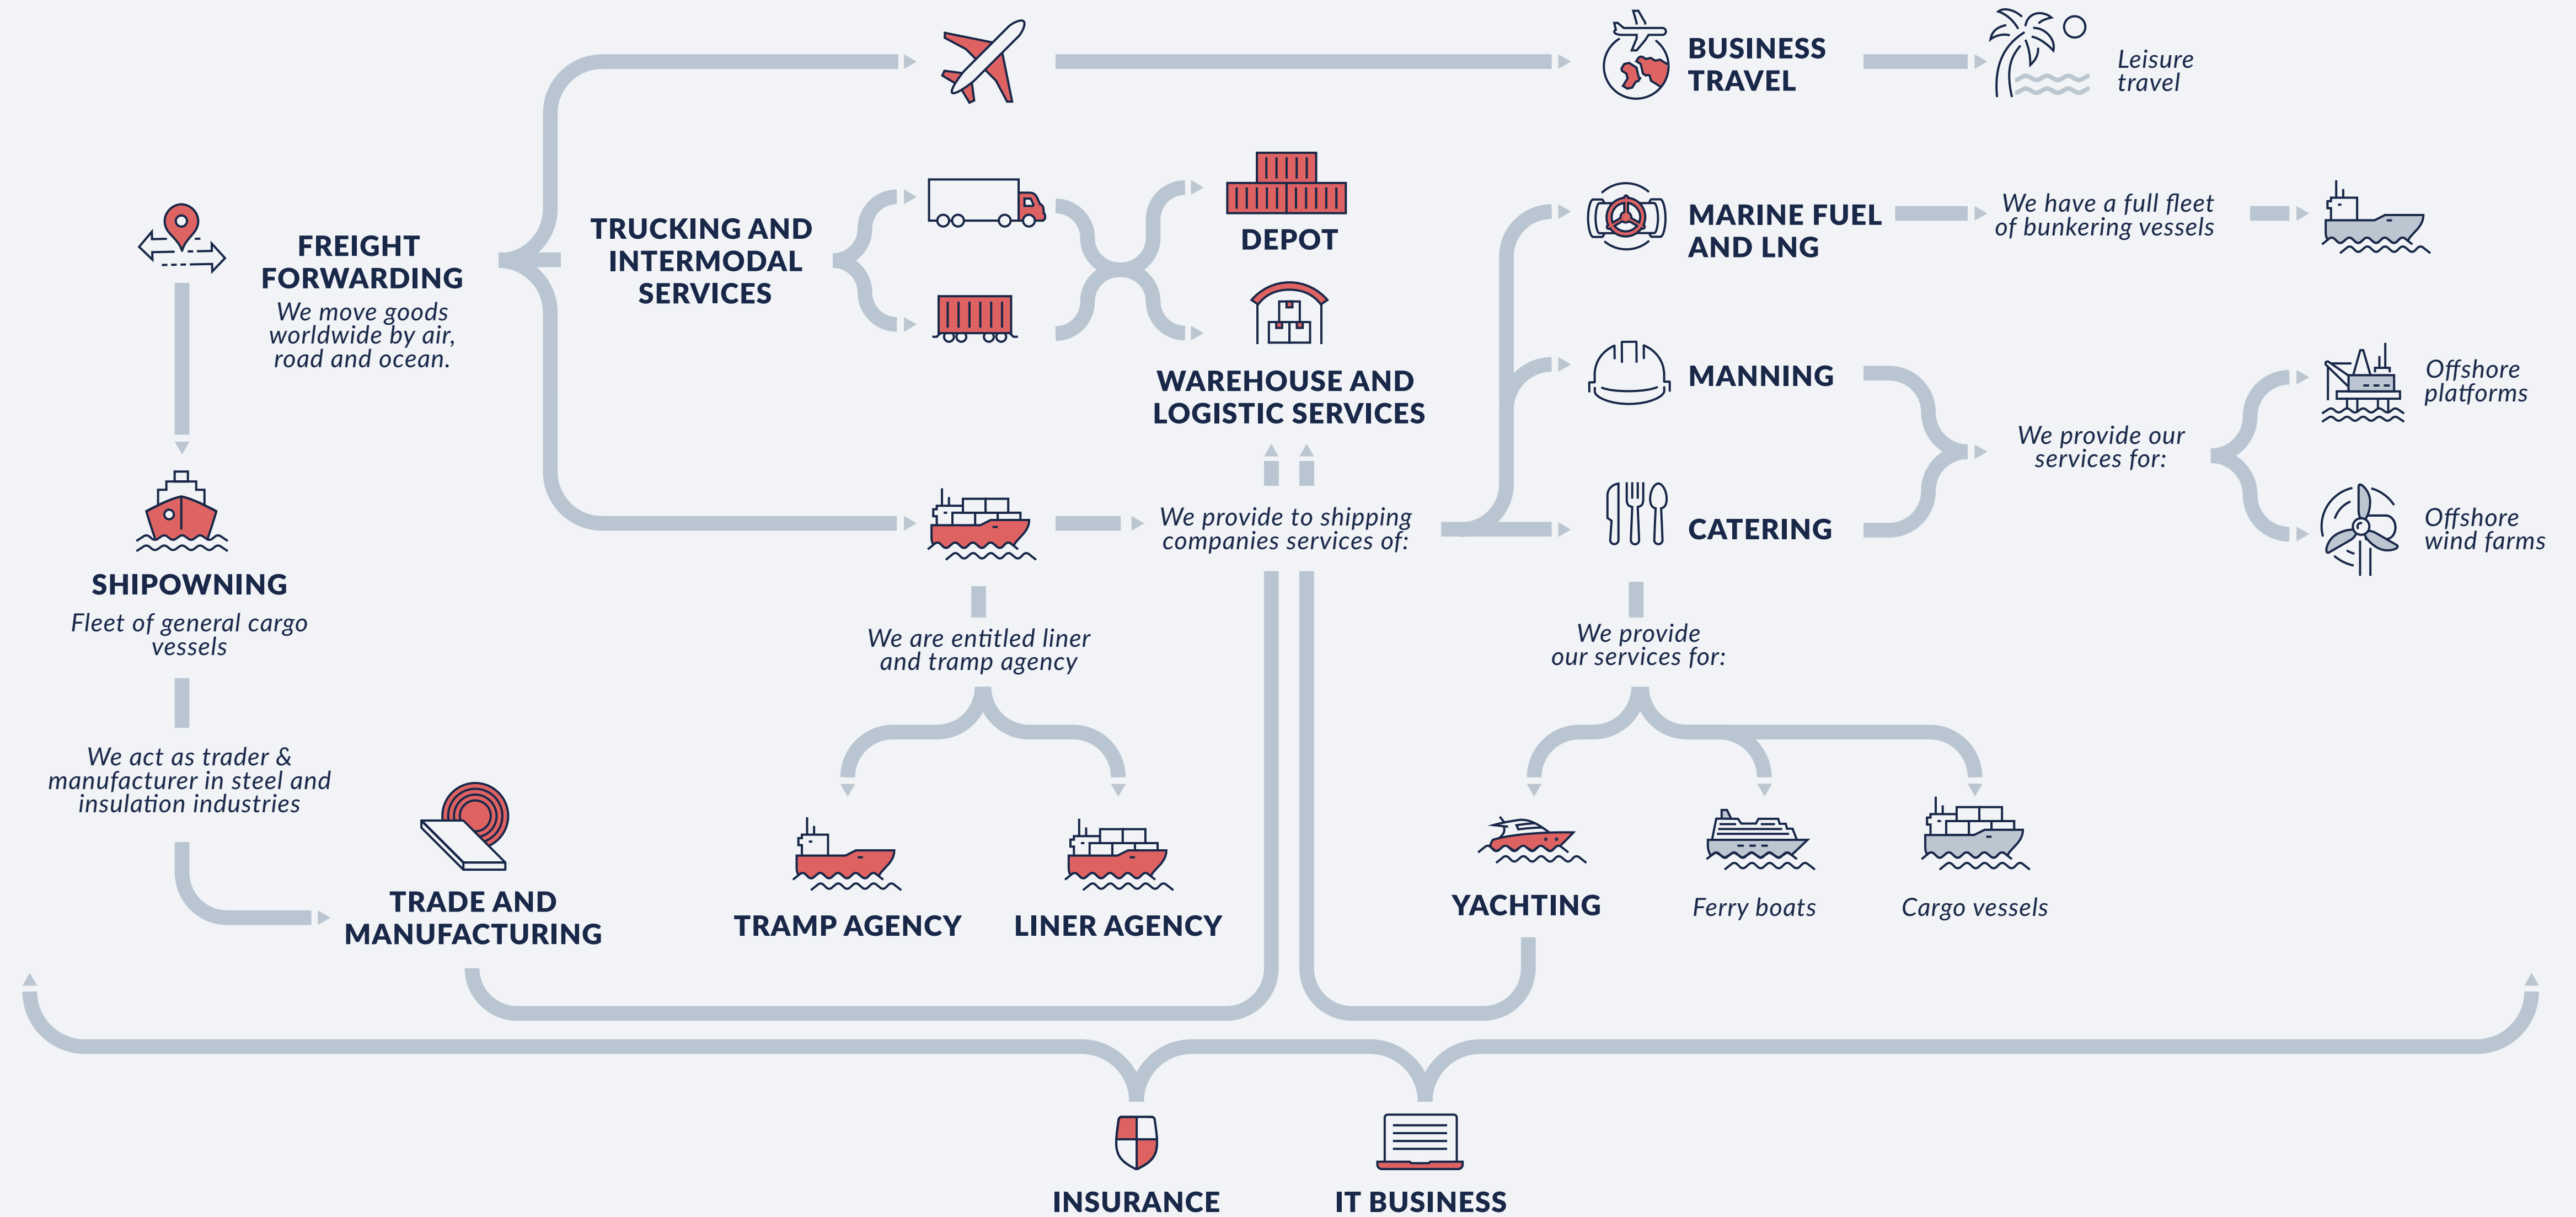 BUSINESS
TRAVEL
Leisure
travel
FREIGHT
FORWARDING
We move goods
worldwide by air,
road and ocean.
TRUCKING AND
INTERMODAL
SERVICES
DEPOT
WAREHOUSE AND
LOGISTIC SERVICES
MARINE FUEL
AND LNG
We have a full fleet
of bunkering vessels
MANNING
CATERING
We provide our
services for:
Offshore
platforms
Offshore
wind farms
We provide to shipping
companies services of:
SHIPOWNING
Fleet of general cargo
vessels
We act as trader &
manufacturer in steel and
insulation industries
TRADE AND
MANUFACTURING
We are entitled liner
and tramp agency
TRAMP AGENCY
LINER AGENCY
We provide
our services for:
YACHTING
Ferry boats
Cargo vessels
INSURANCE
IT BUSINESS